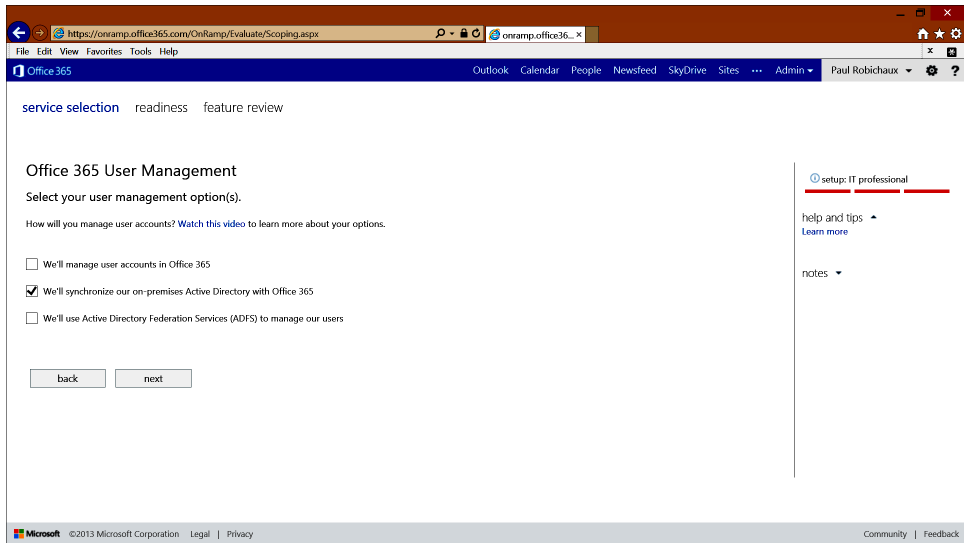 https://onramp.office365.com/OnRamp/Evaluate/Scoping.aspx
onramp.office36...
File Edit View Favorites Tools Help
Office 365 Outlook Calendar People Newsfeed SkyDrive Sites ••• Admin Paul Robichaux ?
service selection readiness feature review
Office 365 User Management
Select your user management option(s).
How will you manage user accounts? Watch this video to learn more about your options.
We'll manage user accounts in Office 365
We'll synchronize our on-premises Active Directory with Office 365
We'll use Active Directory Federation Services (ADFS) to manage our users
back next
setup: IT professional
help and tips
Learn more
notes
Microsoft ©2013 Microsoft Corporation Legal | Privacy Community | Feedback